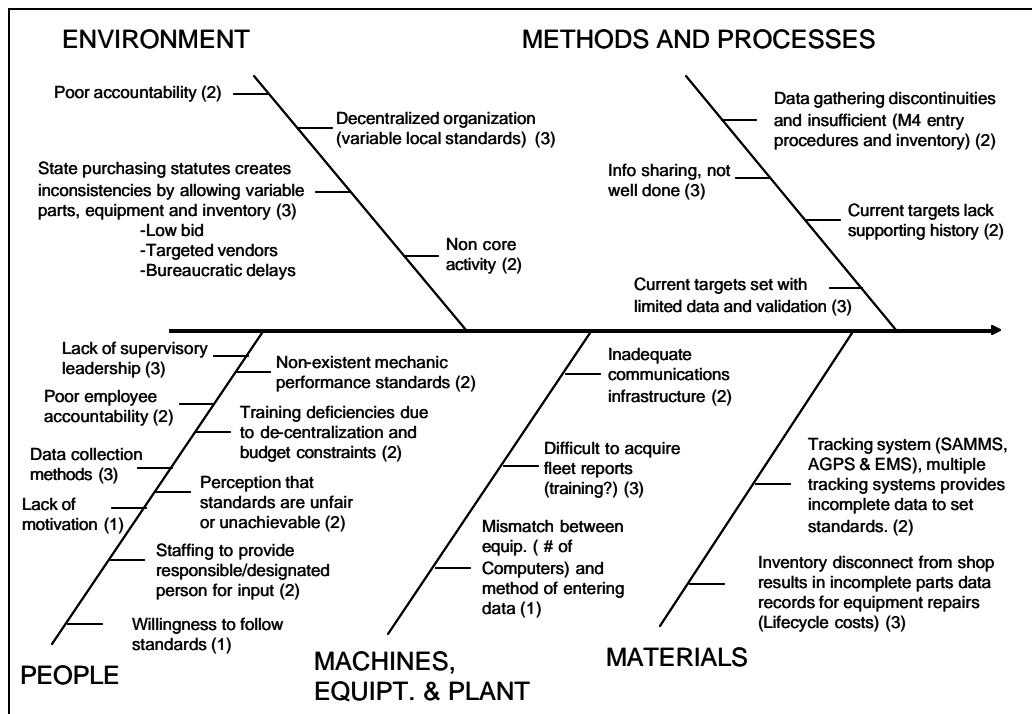 ENVIRONMENT
METHODS AND PROCESSES
Poor accountability (2)
Decentralized organization
(variable local standards) (3)
State purchasing statutes creates
inconsistencies by allowing variable
parts, equipment and inventory (3)
-Low bid
-Targeted vendors
-Bureaucratic delays
Non core
activity (2)
Data gathering discontinuities
and insufficient (M4 entry
procedures and inventory) (2)
Info sharing, not
well done (3)
Current targets lack
supporting history (2)
Current targets set with
limited data and validation (3)
Lack of supervisory
leadership (3)
Non-existent mechanic
performance standards (2)
Poor employee
accountability (2)
Training deficiencies due
to de-centralization and
budget constraints (2)
Data collection
methods (3)
Perception that
standards are unfair
or unachievable (2)
Lack of
motivation (1)
Staffing to provide
responsible/designated
person for input (2)
Willingness to follow
standards (1)
PEOPLE
Inadequate
communications
infrastructure (2)
Difficult to acquire
fleet reports
(training?) (3)
Mismatch between
equip. ( # of
Computers) and
method of entering
data (1)
MACHINES,
EQUIPT. & PLANT
Tracking system (SAMMS,
AGPS & EMS), multiple
tracking systems provides
incomplete data to set
standards. (2)
Inventory disconnect from shop
results in incomplete parts data
records for equipment repairs
(Lifecycle costs) (3)
MATERIALS